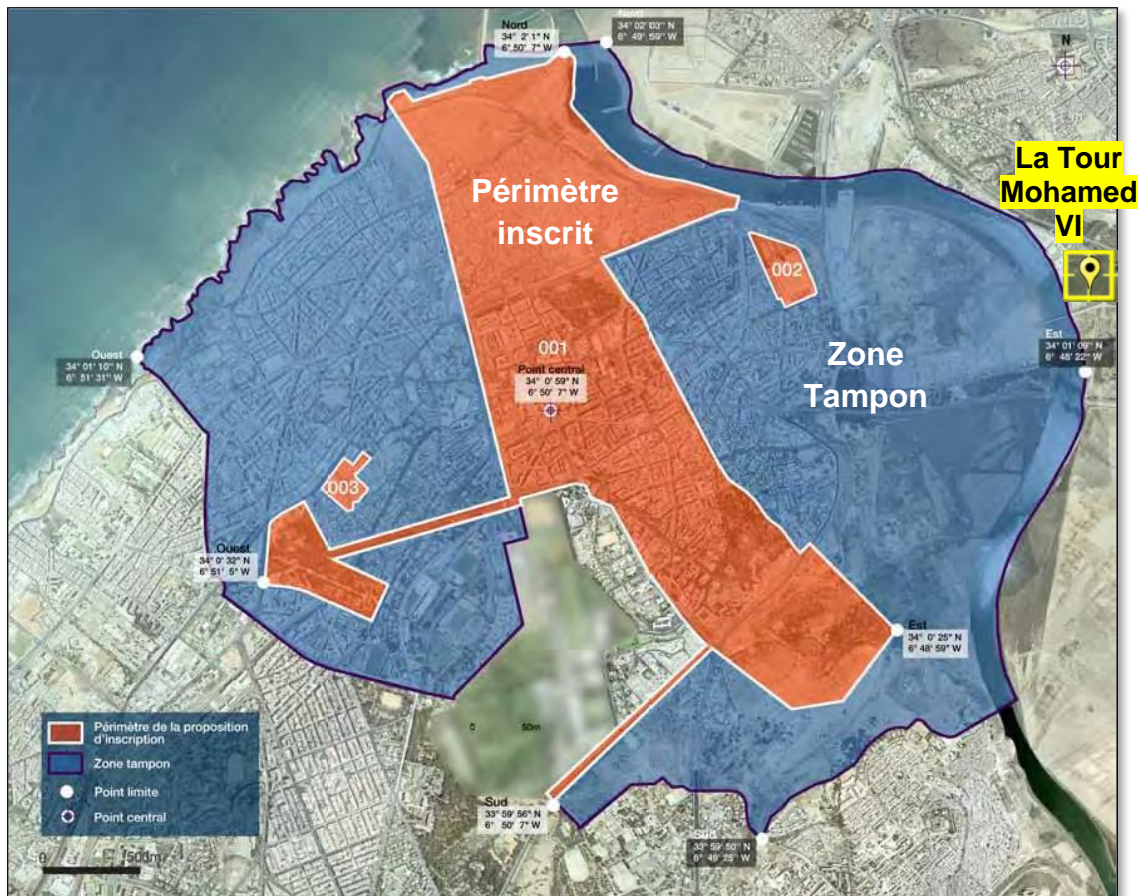 Nord
34° 2' 1" N
6° 50' 7" W
Nord
34° 02' 03" N
6° 49' 59" W
N
La Tour
Mohamed
VI
Périmètre
inscrit
002
001
Point central
34° 0' 59" N
6° 50' 7" W
Zone
Tampon
Est
34° 01' 09" N
6° 48' 22" W
Ouest
34° 01' 10" N
6° 51' 31" W
003
Ouest
34° 0' 32" N
6° 51' 5" W
Est
34° 0' 25" N
6° 48' 59" W
Périmètre de la proposition
d'inscription
Zone tampon
Point limite
Point central
0 500m
0 50m
Sud
33° 59' 56" N
6° 50' 7" W
Sud
33° 59' 50" N
6° 49' 25" W